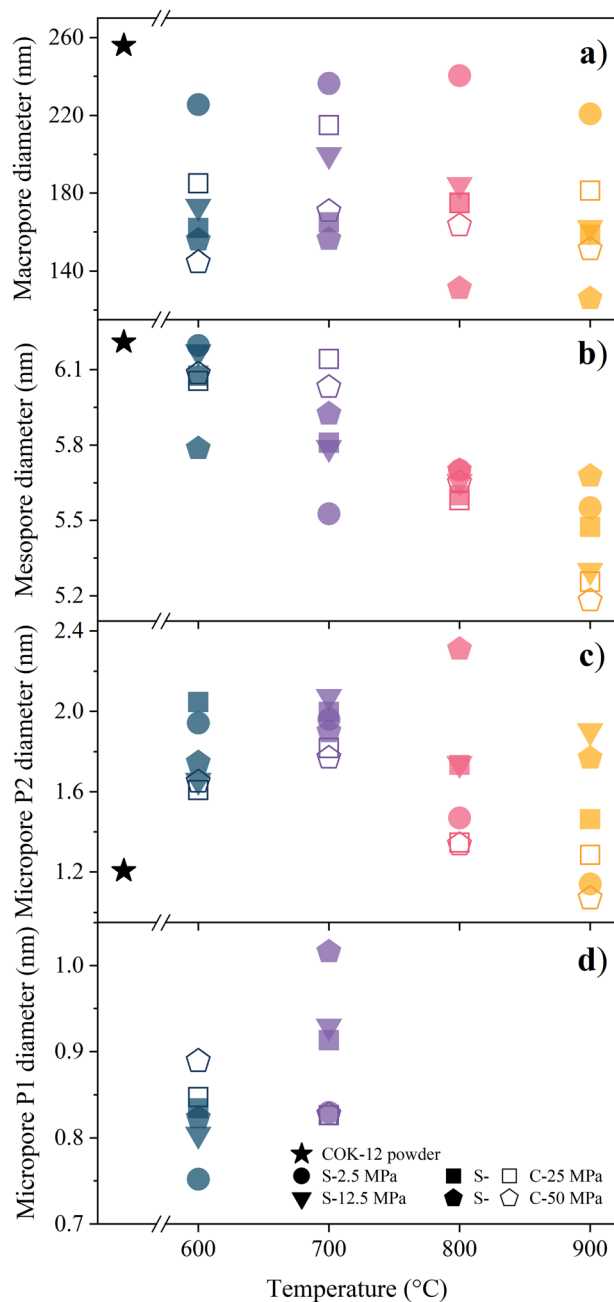 a)
260
220
180
140
Macropore diameter (nm)
b)
6.1
5.8
5.5
5.2
Mesopore diameter (nm)
c)
2.4
2.0
1.6
1.2
Micropore P2 diameter (nm)
d)
1.0
0.9
0.8
0.7
Micropore P1 diameter (nm)
COK-12 powder
S-2.5 MPa S- C-25 MPa
S-12.5 MPa S- C-50 MPa
600 700 800 900
Temperature (°C)